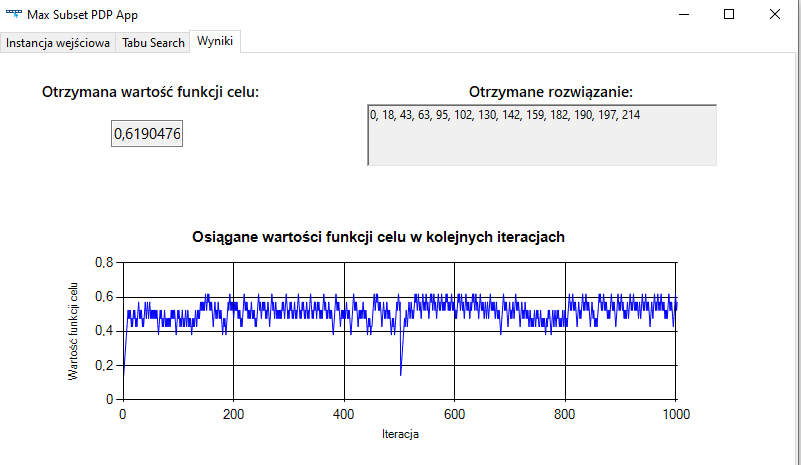 Max Subset PDP App
Instancja wejściowa
Tabu Search
Wyniki
Otrzymana wartość funkcji celu:
Otrzymane rozwiązanie:
0,6190476
0, 18, 43, 63, 95, 102, 130, 142, 159, 182, 190, 197, 214
Osiągane wartości funkcji celu w kolejnych iteracjach
Wartość funkcji celu
0,8
0,6
0,4
0,2
0
0 200 400 600 800 1000
Iteracja